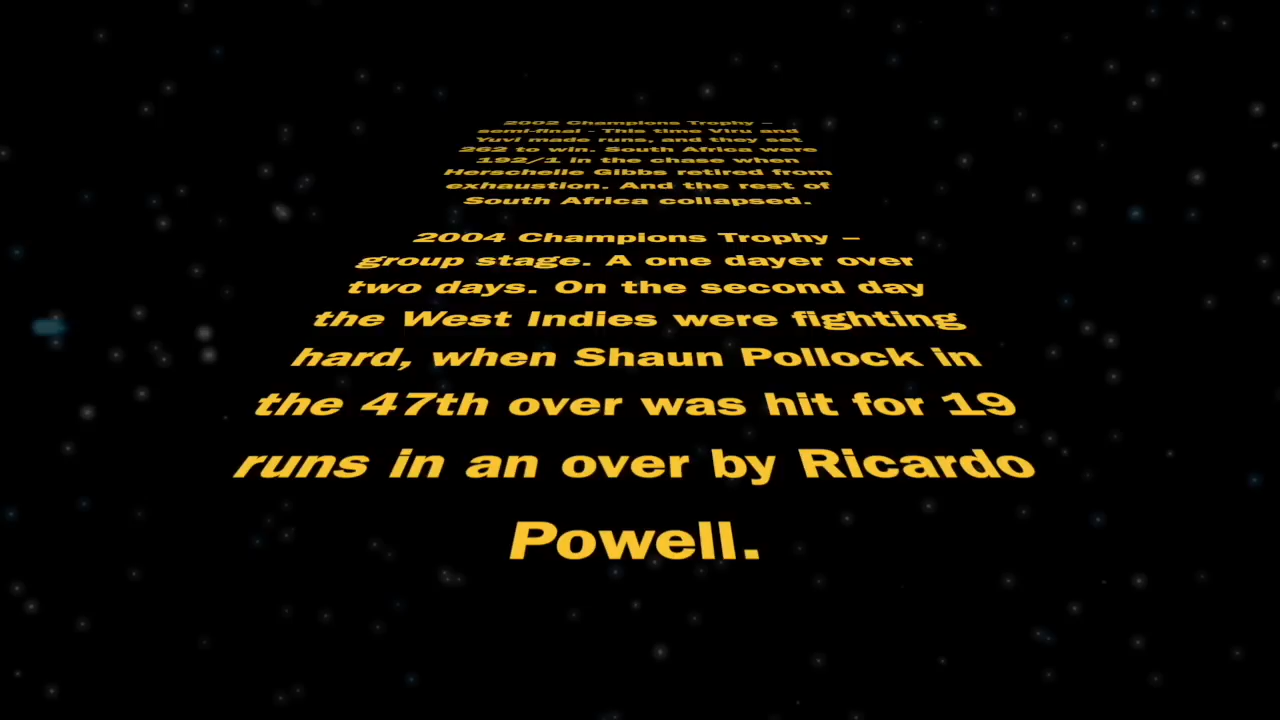 2002 Champions Trophy –
semi-final - This time Viru and
Yuvi made runs, and they set
262 to win. South Africa were
192/1 in the chase when
Herschelle Gibbs retired from
exhaustion. And the rest of
South Africa collapsed.
2004 Champions Trophy –
group stage. A one dayer over
two days. On the second day
the West Indies were fighting
hard, when Shaun Pollock in
the 47th over was hit for 19
runs in an over by Ricardo
Powell.